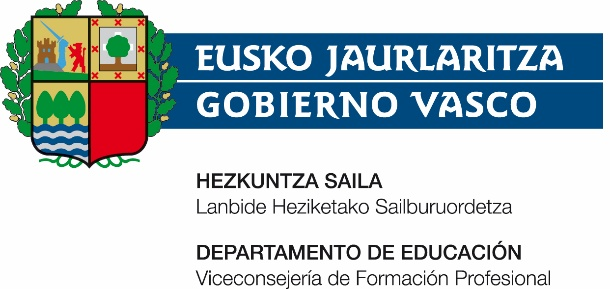 EUSKO JAURLARITZA
GOBIERNO VASCO
HEZKUNTZA SAILA
Lanbide Heziketako Sailburuordetza
DEPARTAMENTO DE EDUCACIÓN
Viceconsejería de Formación Profesional